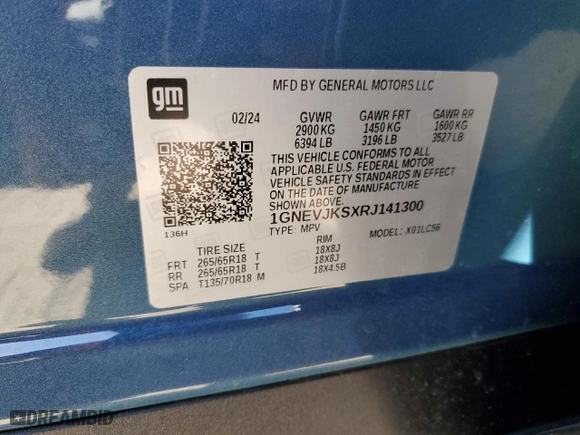 gm
MFD BY GENERAL MOTORS LLC
02/24 GVWR GAWR FRT GAWR RR
2900 KG 1450 KG 1600 KG
6394 LB 3196 LB 3527 LB
THIS VEHICLE CONFORMS TO ALL
APPLICABLE U.S. FEDERAL MOTOR
VEHICLE SAFETY STANDARDS IN EFFECT
ON THE DATE OF MANUFACTURE
SHOWN ABOVE.
1GNEVJKSXRJ141300
136H TYPE: MPV MODEL: X01LC56
TIRE SIZE RIM
FRT 265/65R18 T 18X8J
RR 265/65R18 T 18X8J
SPA T135/70R18 M 18X4.5B
DREAMBID